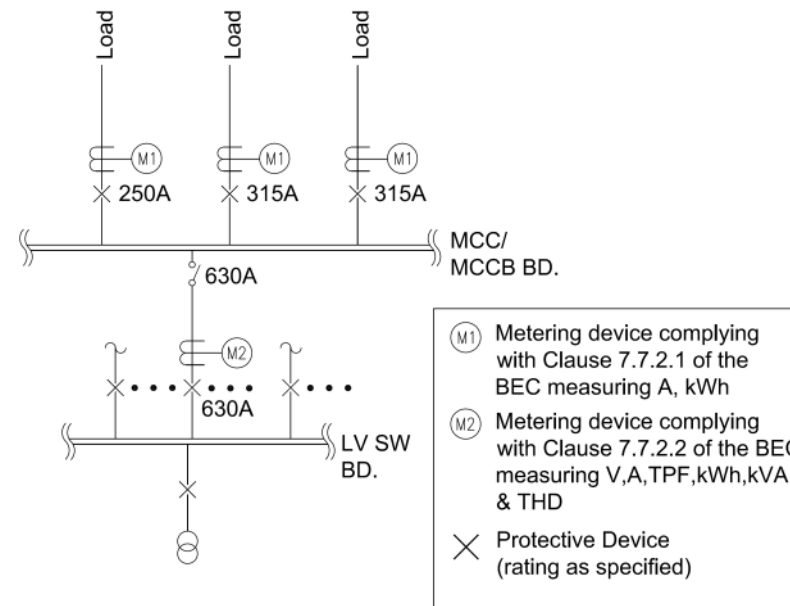 Load
Load
Load
M1
M1
M1
250A
315A
315A
MCC/
MCCB BD.
630A
M2
630A
LV SW
BD.
M1 Metering device complying
with Clause 7.7.2.1 of the
BEC measuring A, kWh
M2 Metering device complying
with Clause 7.7.2.2 of the BEC
measuring V,A,TPF,kWh,kVA
& THD
Protective Device
(rating as specified)